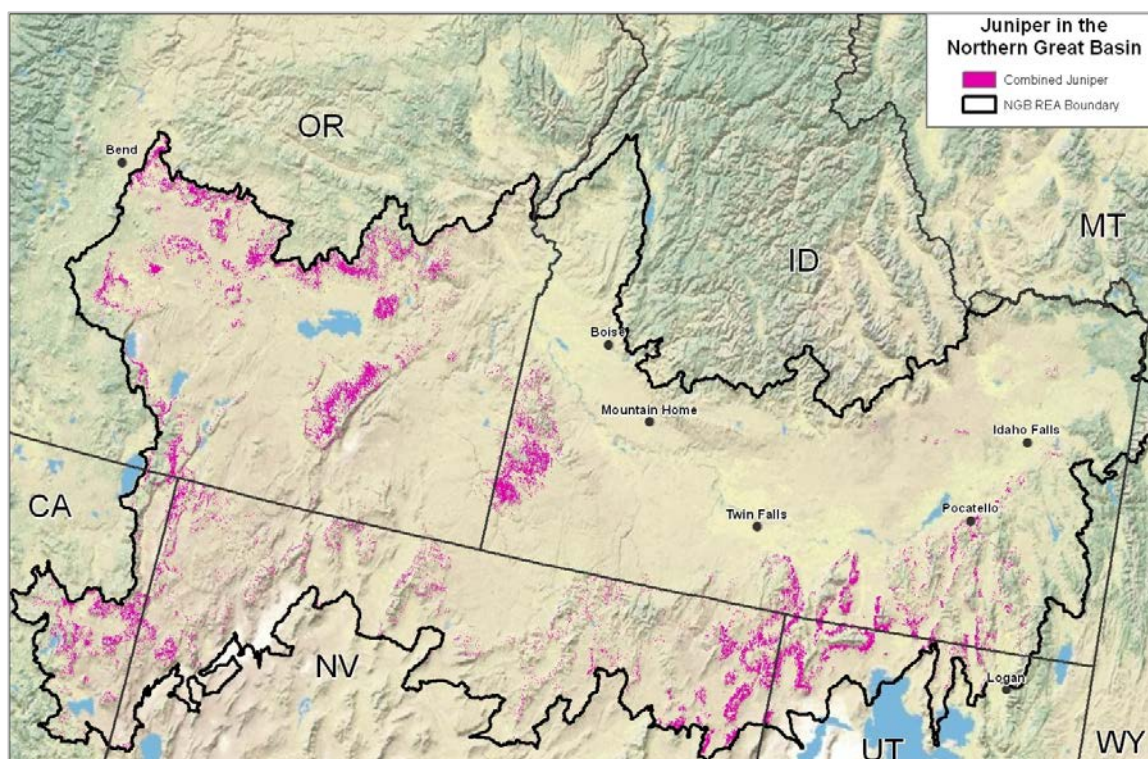 Juniper in the
Northern Great Basin
Combined Juniper
NGB REA Boundary
OR
Bend
MT
ID
Boise
Mountain Home
Idaho Falls
CA
Twin Falls
Pocatello
NV
Logan
UT
WY